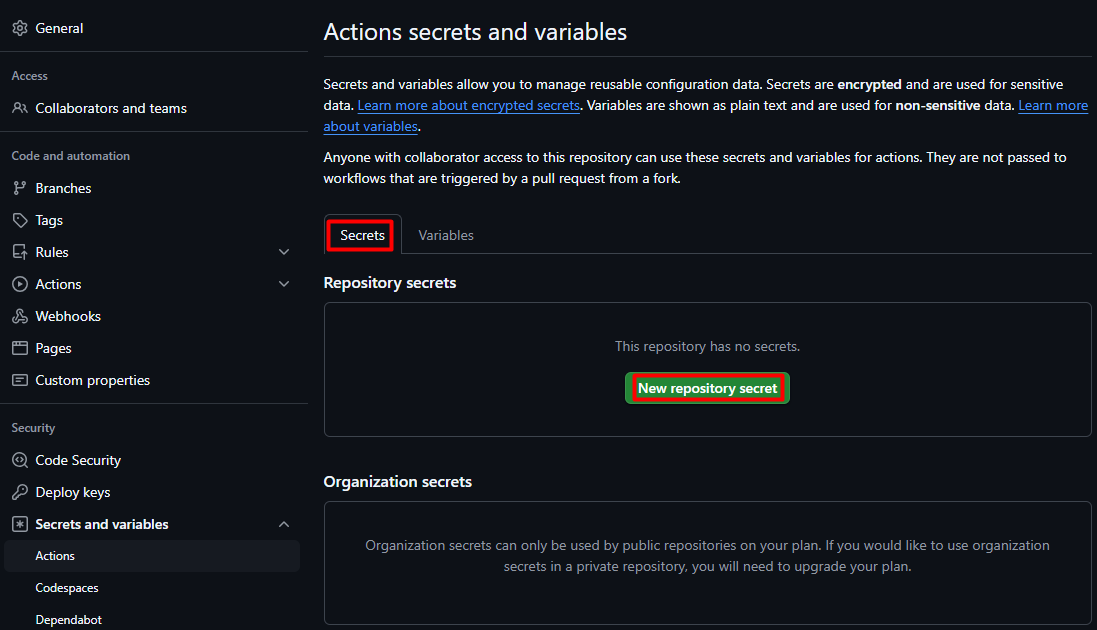 General
Access
Collaborators and teams
Code and automation
Branches
Tags
Rules
Actions
Webhooks
Pages
Custom properties
Security
Code Security
Deploy keys
Secrets and variables
Actions
Codespaces
Dependabot
Actions secrets and variables
Secrets and variables allow you to manage reusable configuration data. Secrets are encrypted and are used for sensitive
data. Learn more about encrypted secrets. Variables are shown as plain text and are used for non-sensitive data. Learn more
about variables.
Anyone with collaborator access to this repository can use these secrets and variables for actions. They are not passed to
workflows that are triggered by a pull request from a fork.
Secrets Variables
Repository secrets
This repository has no secrets.
New repository secret
Organization secrets
Organization secrets can only be used by public repositories on your plan. If you would like to use organization
secrets in a private repository, you will need to upgrade your plan.